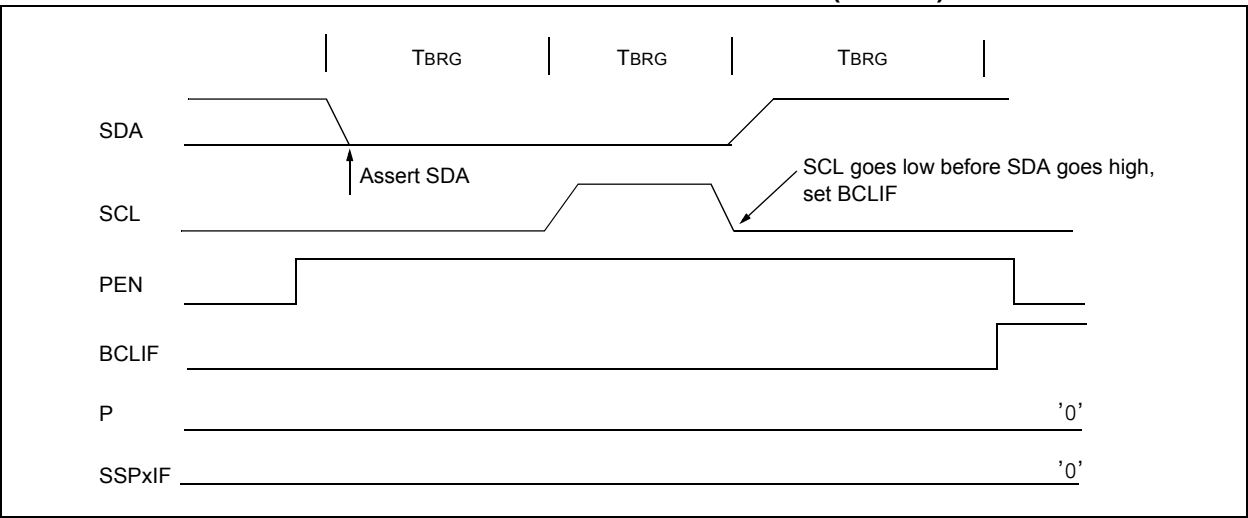 TBRG TBRG TBRG
SDA
Assert SDA
SCL goes low before SDA goes high,
set BCLIF
SCL
PEN
BCLIF
P '0'
SSPxIF '0'